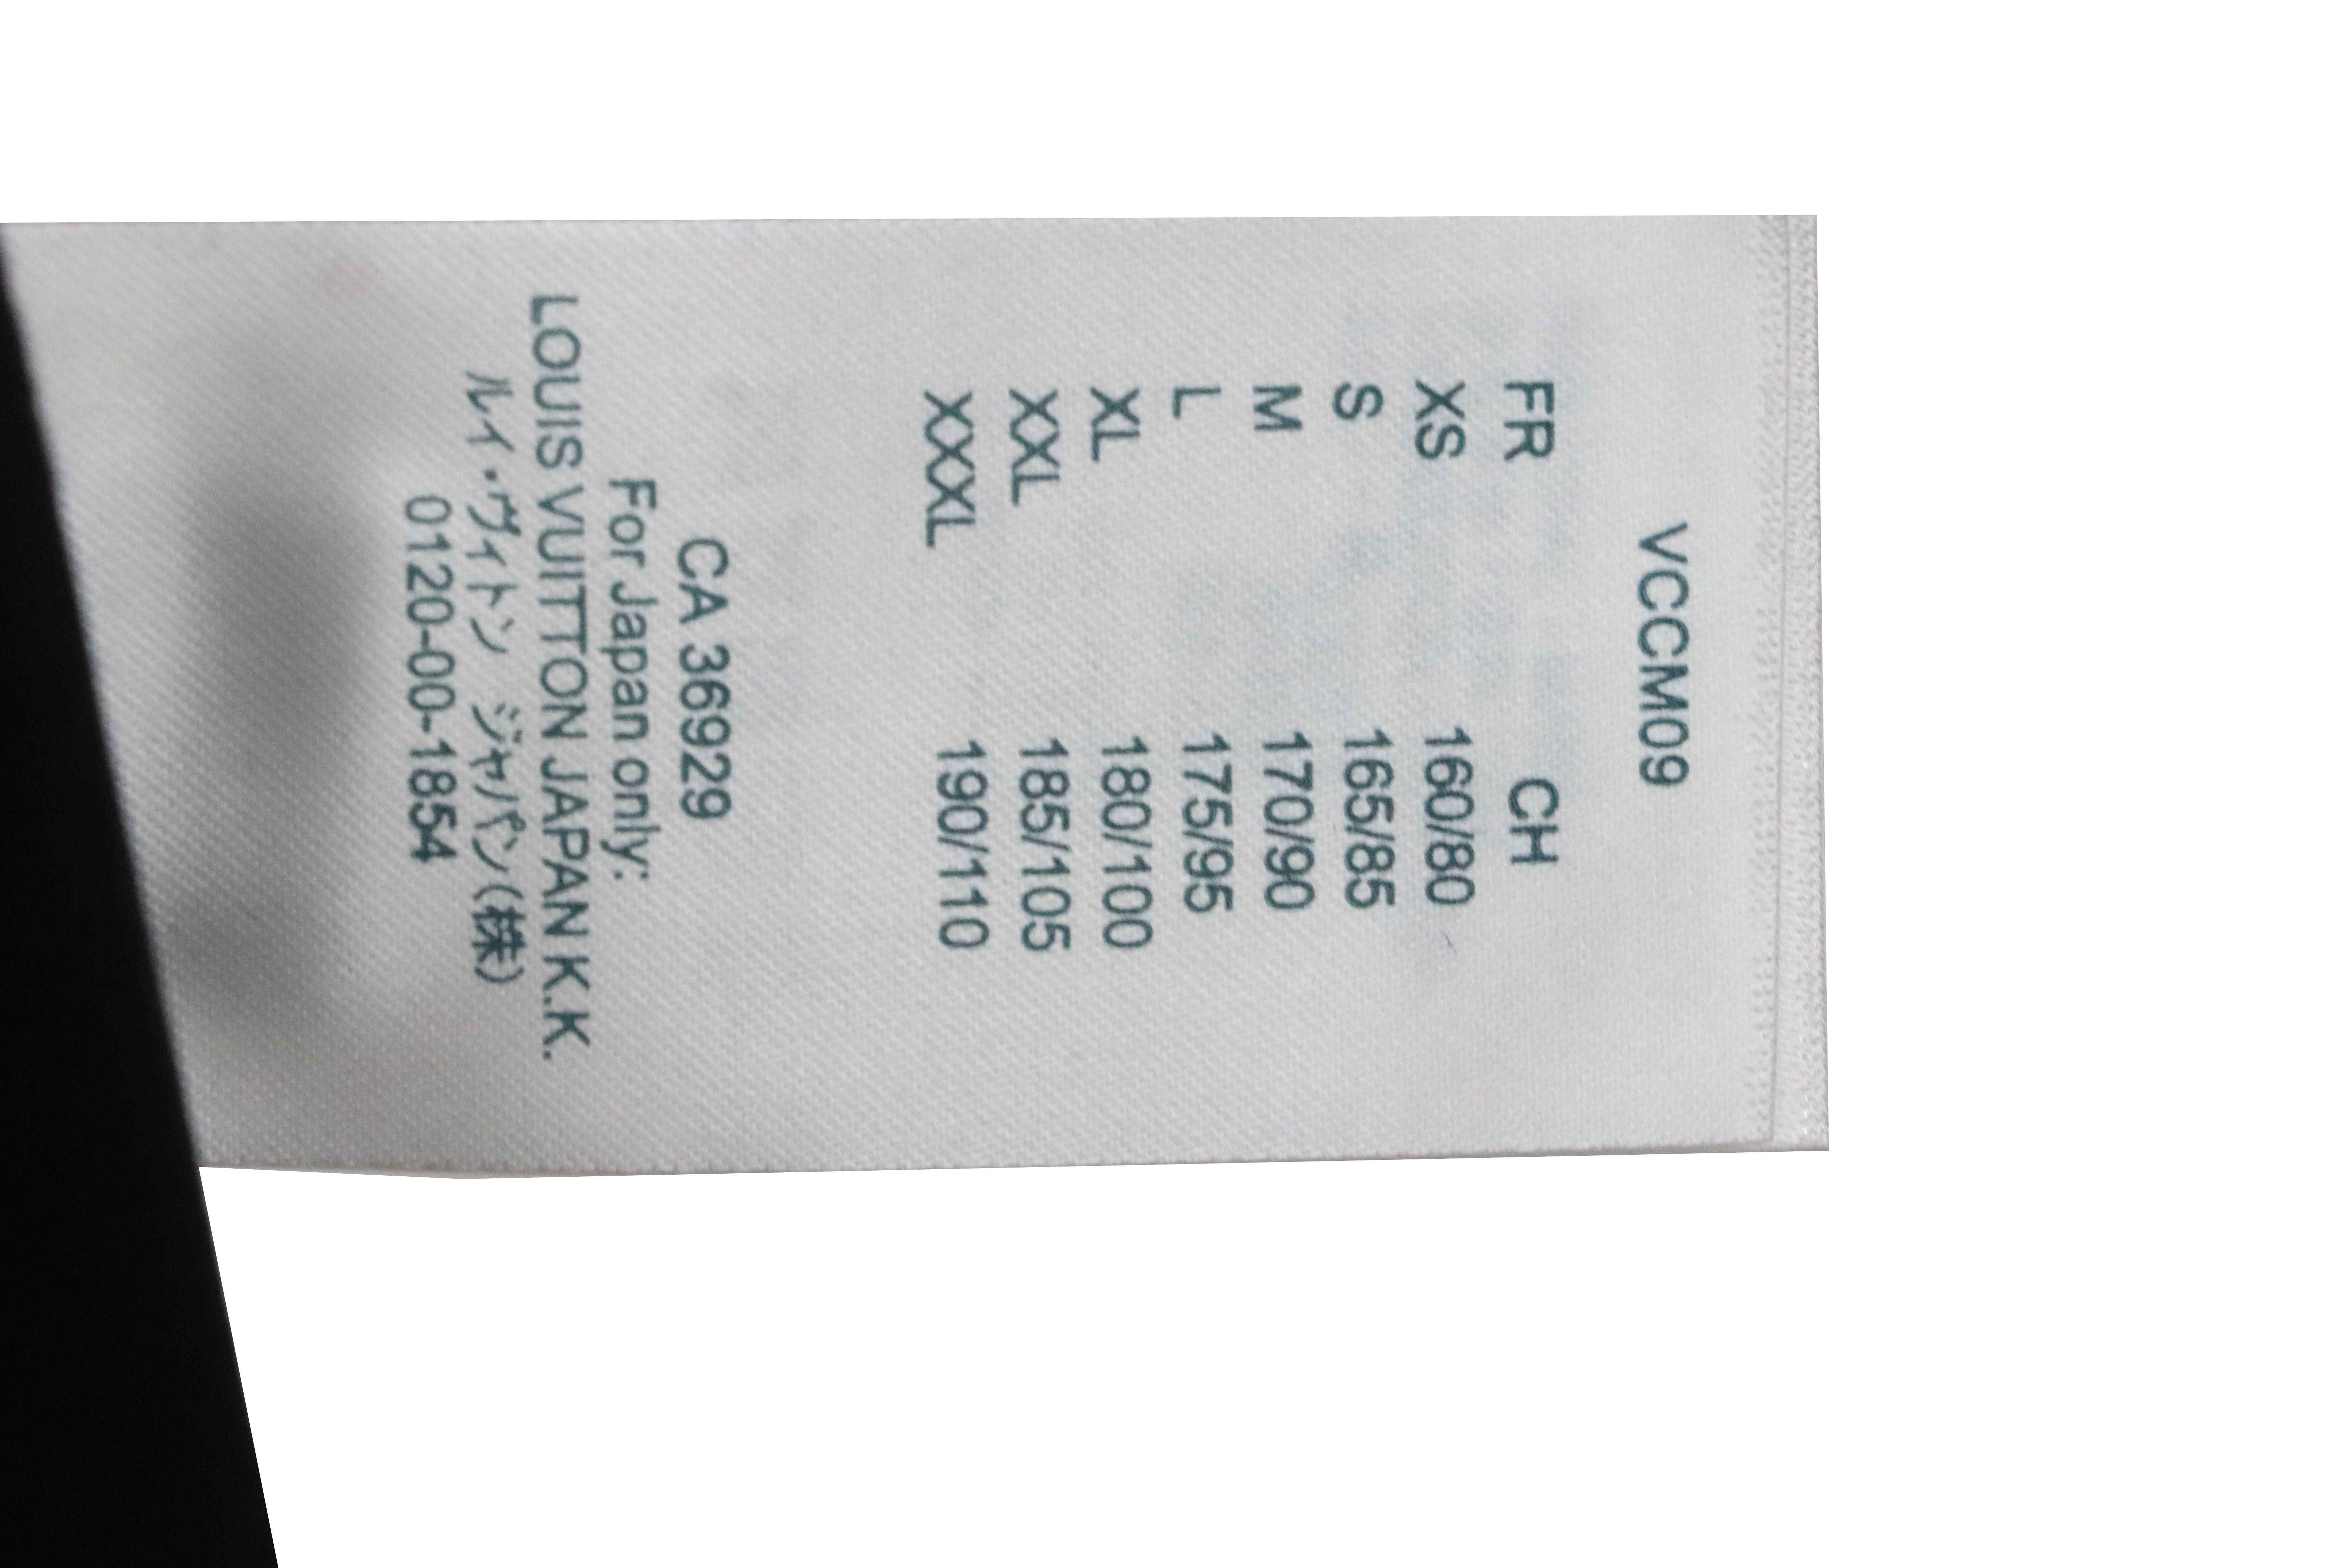 VCCM09
FR CH
XS 160/80
S 165/85
M 170/90
L 175/95
XL 180/100
XXL 185/105
XXXL 190/110
CA 36929
For Japan only:
LOUIS VUITTON JAPAN K.K.
ルイ・ヴィトン ジャパン(株)
0120-00-1854